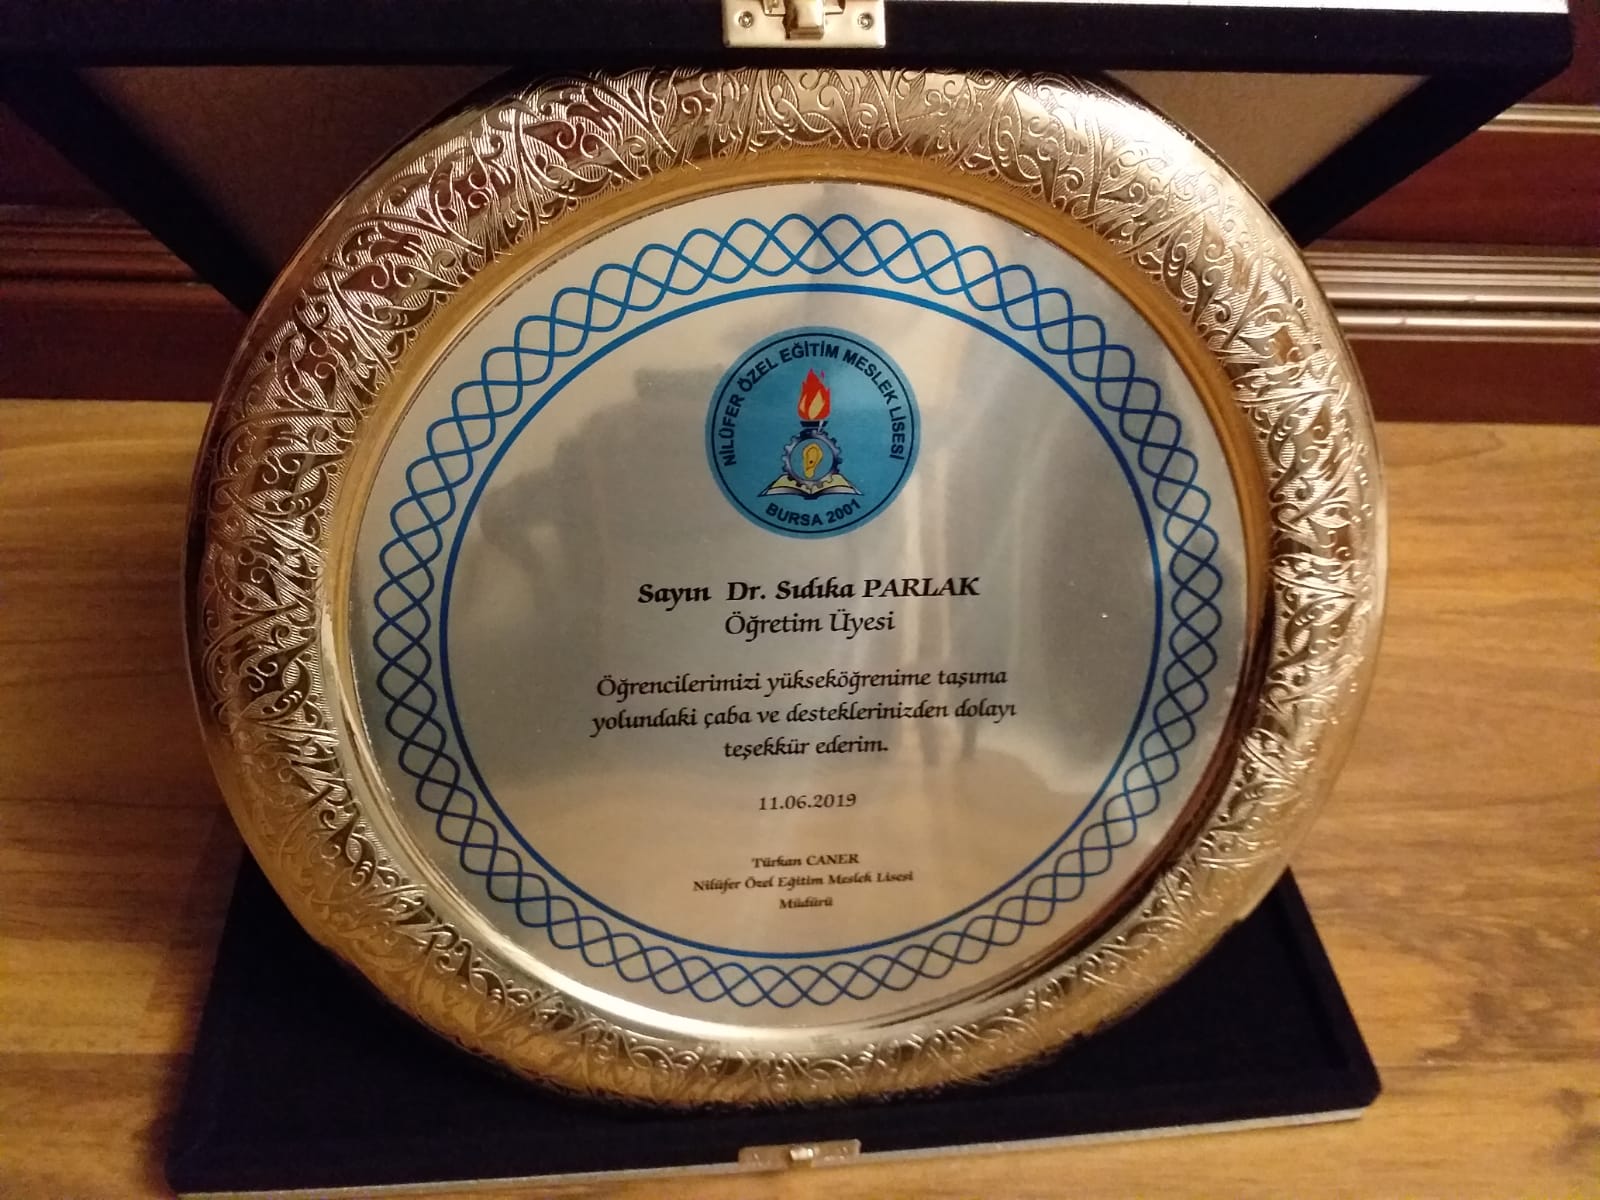 NİLÜFER ÖZEL EĞİTİM MESLEK LİSESİ
BURSA 2001
Sayın Dr. Sıdıka PARLAK
Öğretim Üyesi
Öğrencilerimizi yükseköğrenime taşıma
yolundaki çaba ve desteklerinizden dolayı
teşekkür ederim.
11.06.2019
Türkan CANER
Nilüfer Özel Eğitim Meslek Lisesi
Müdürü